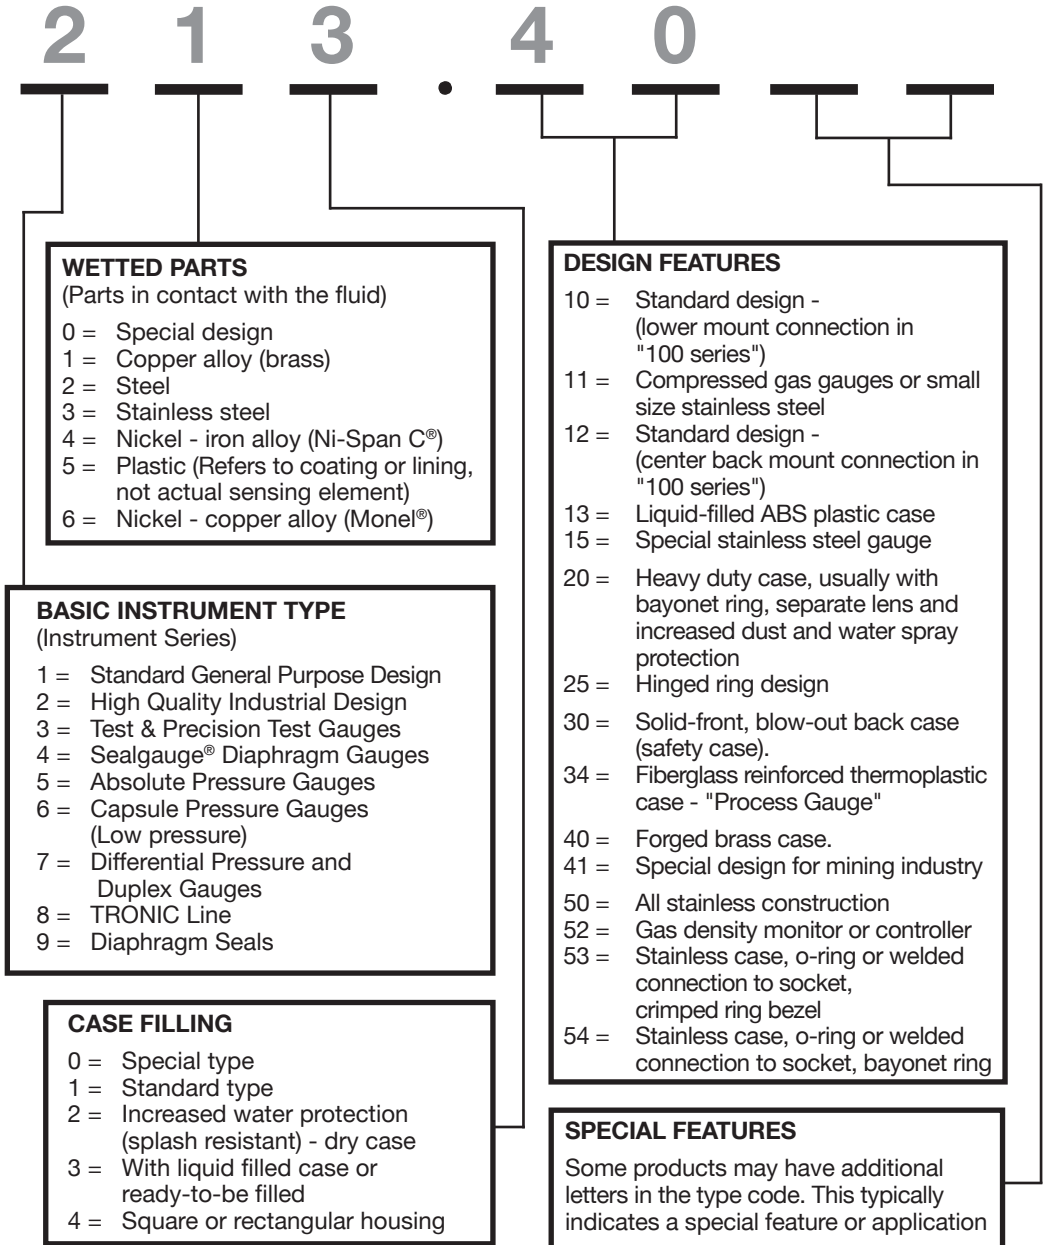 2 1 3 . 4 0
WETTED PARTS
(Parts in contact with the fluid)
0 = Special design
1 = Copper alloy (brass)
2 = Steel
3 = Stainless steel
4 = Nickel - iron alloy (Ni-Span C®)
5 = Plastic (Refers to coating or lining,
not actual sensing element)
6 = Nickel - copper alloy (Monel®)
BASIC INSTRUMENT TYPE
(Instrument Series)
1 = Standard General Purpose Design
2 = High Quality Industrial Design
3 = Test & Precision Test Gauges
4 = Sealgauge® Diaphragm Gauges
5 = Absolute Pressure Gauges
6 = Capsule Pressure Gauges
(Low pressure)
7 = Differential Pressure and
Duplex Gauges
8 = TRONIC Line
9 = Diaphragm Seals
CASE FILLING
0 = Special type
1 = Standard type
2 = Increased water protection
(splash resistant) - dry case
3 = With liquid filled case or
ready-to-be filled
4 = Square or rectangular housing
DESIGN FEATURES
10 = Standard design -
(lower mount connection in
"100 series")
11 = Compressed gas gauges or small
size stainless steel
12 = Standard design -
(center back mount connection in
"100 series")
13 = Liquid-filled ABS plastic case
15 = Special stainless steel gauge
20 = Heavy duty case, usually with
bayonet ring, separate lens and
increased dust and water spray
protection
25 = Hinged ring design
30 = Solid-front, blow-out back case
(safety case).
34 = Fiberglass reinforced thermoplastic
case - "Process Gauge"
40 = Forged brass case.
41 = Special design for mining industry
50 = All stainless construction
52 = Gas density monitor or controller
53 = Stainless case, o-ring or welded
connection to socket,
crimped ring bezel
54 = Stainless case, o-ring or welded
connection to socket, bayonet ring
SPECIAL FEATURES
Some products may have additional
letters in the type code. This typically
indicates a special feature or application